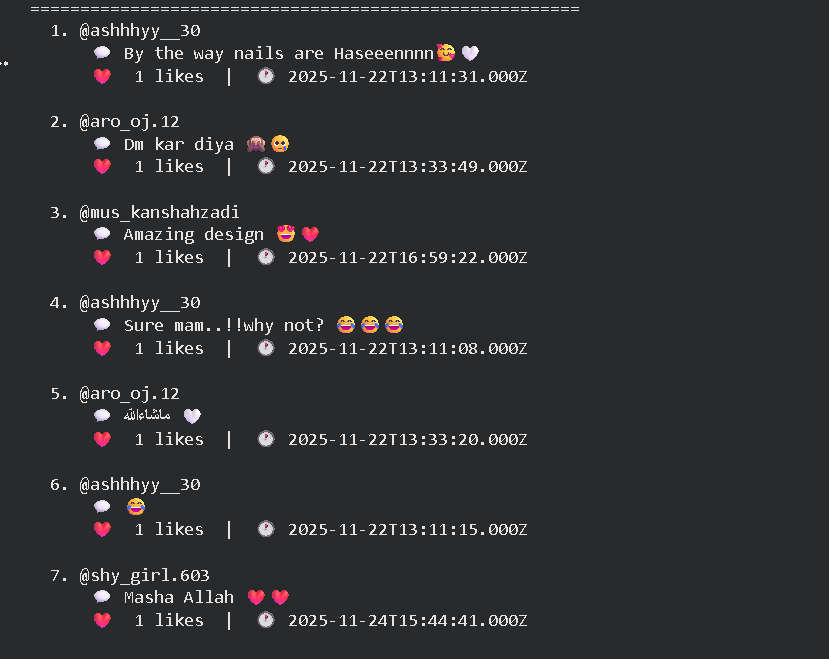 =======================================================
1. @ashhhyy__30
💬 By the way nails are Haseeennnn🥰🤍
❤️ 1 likes | 🕐 2025-11-22T13:11:31.000Z
2. @aro_oj.12
💬 Dm kar diya 🙈🥹
❤️ 1 likes | 🕐 2025-11-22T13:33:49.000Z
3. @mus_kanshahzadi
💬 Amazing design 😍❤️
❤️ 1 likes | 🕐 2025-11-22T16:59:22.000Z
4. @ashhhyy__30
💬 Sure mam..!!why not? 😂😂😂
❤️ 1 likes | 🕐 2025-11-22T13:11:08.000Z
5. @aro_oj.12
💬 ماشاءالله 🤍
❤️ 1 likes | 🕐 2025-11-22T13:33:20.000Z
6. @ashhhyy__30
💬 😂
❤️ 1 likes | 🕐 2025-11-22T13:11:15.000Z
7. @shy_girl.603
💬 Masha Allah ❤️❤️
❤️ 1 likes | 🕐 2025-11-24T15:44:41.000Z